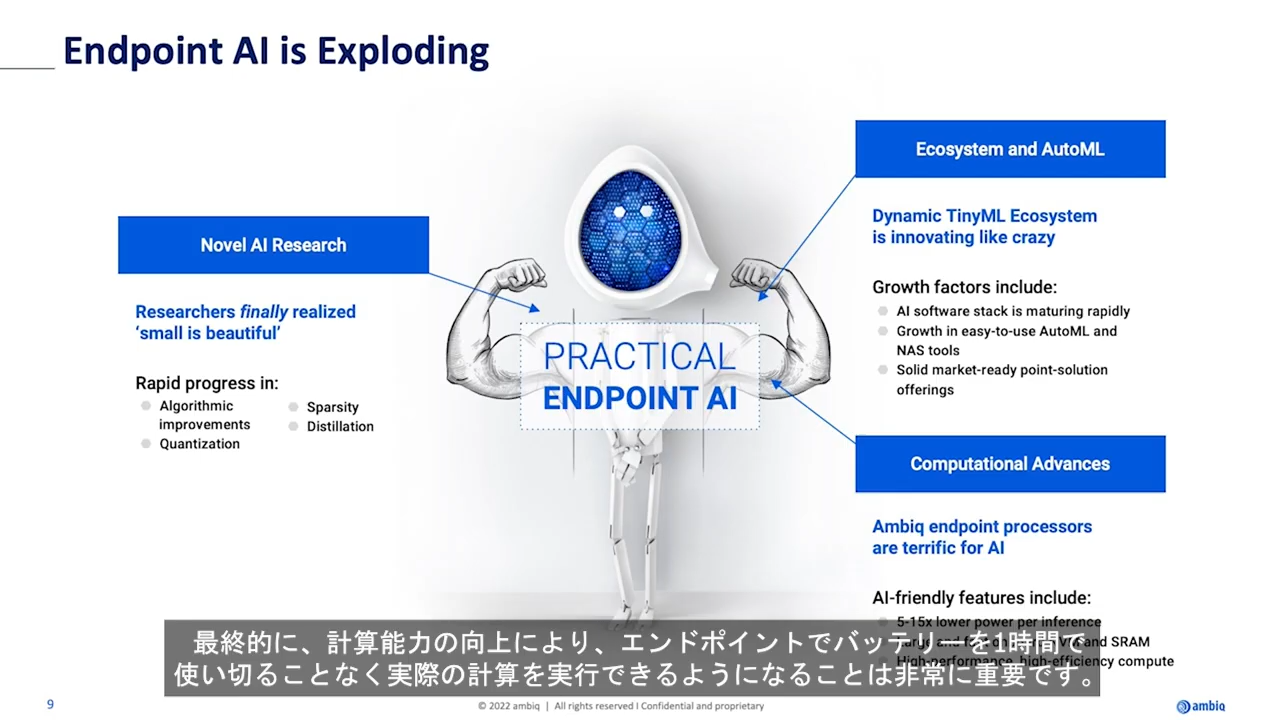 Endpoint AI is Exploding
Novel AI Research
Researchers finally realized
‘small is beautiful’
Rapid progress in:
Algorithmic
improvements
Quantization
Sparsity
Distillation
PRACTICAL
ENDPOINT AI
Ecosystem and AutoML
Dynamic TinyML Ecosystem
is innovating like crazy
Growth factors include:
AI software stack is maturing rapidly
Growth in easy-to-use AutoML and
NAS tools
Solid market-ready point-solution
offerings
Computational Advances
Ambiq endpoint processors
are terrific for AI
AI-friendly features include:
5-15x lower power per inference
and SRAM
High-performance, high-efficiency compute
最終的に、計算能力の向上により、エンドポイントでバッテリーを1時間で
使い切ることなく実際の計算を実行できるようになることは非常に重要です。
9
© 2022 ambiq | All rights reserved I Confidential and proprietary
ambiq